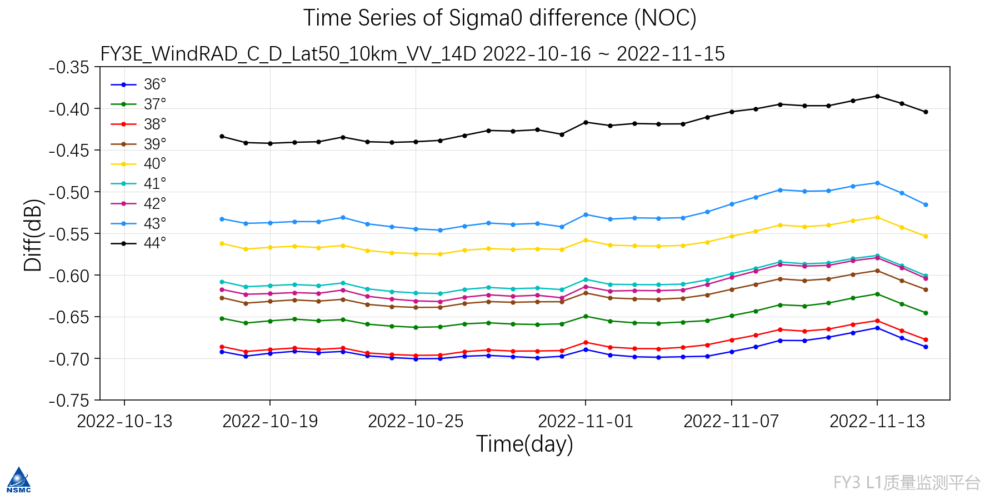 Time Series of Sigma0 difference (NOC)
FY3E_WindRAD_C_D_Lat50_10km_VV_14D 2022-10-16 ~ 2022-11-15
-0.35
-0.40
-0.45
-0.50
-0.55
-0.60
-0.65
-0.70
-0.75
Diff(dB)
36°
37°
38°
39°
40°
41°
42°
43°
44°
2022-10-13 2022-10-19 2022-10-25 2022-11-01 2022-11-07 2022-11-13
Time(day)
NSMC
FY3 L1质量监测平台